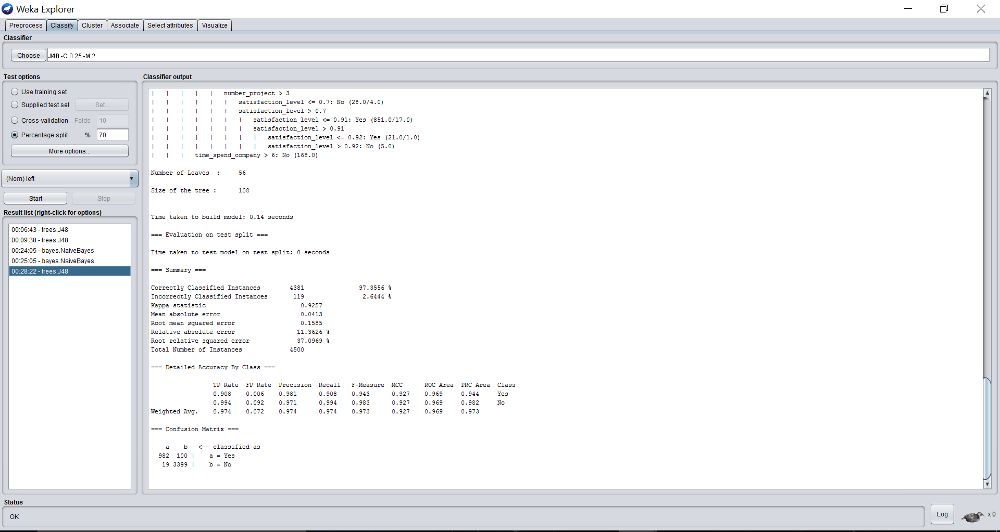 Weka Explorer
Preprocess Classify Cluster Associate Select attributes Visualize
Classifier
Choose J48 -C 0.25 -M 2
Test options
Use training set
Supplied test set Set...
Cross-validation Folds 10
Percentage split % 70
More options...
(Nom) left
Start Stop
Result list (right-click for options)
00:06:43 - trees.J48
00:09:38 - trees.J48
00:24:05 - bayes.NaiveBayes
00:25:05 - bayes.NaiveBayes
00:28:22 - trees.J48
Classifier output
| | | | | number_project > 3
| | | | | | satisfaction_level <= 0.7: No (28.0/4.0)
| | | | | | satisfaction_level > 0.7
| | | | | | | satisfaction_level <= 0.91: Yes (851.0/17.0)
| | | | | | | satisfaction_level > 0.91
| | | | | | | | satisfaction_level <= 0.92: Yes (21.0/1.0)
| | | | | | | | satisfaction_level > 0.92: No (5.0)
| | | time_spend_company > 6: No (168.0)
Number of Leaves : 56
Size of the tree : 108
Time taken to build model: 0.14 seconds
=== Evaluation on test split ===
Time taken to test model on test split: 0 seconds
=== Summary ===
Correctly Classified Instances 4381 97.3556 %
Incorrectly Classified Instances 119 2.6444 %
Kappa statistic 0.9257
Mean absolute error 0.0413
Root mean squared error 0.1585
Relative absolute error 11.3626 %
Root relative squared error 37.0969 %
Total Number of Instances 4500
=== Detailed Accuracy By Class ===
TP Rate FP Rate Precision Recall F-Measure MCC ROC Area PRC Area Class
0.908 0.006 0.981 0.908 0.943 0.927 0.969 0.944 Yes
0.994 0.092 0.971 0.994 0.983 0.927 0.969 0.982 No
Weighted Avg. 0.974 0.072 0.974 0.974 0.973 0.927 0.969 0.973
=== Confusion Matrix ===
a b <-- classified as
982 100 | a = Yes
19 3399 | b = No
Status
OK
Log
x 0